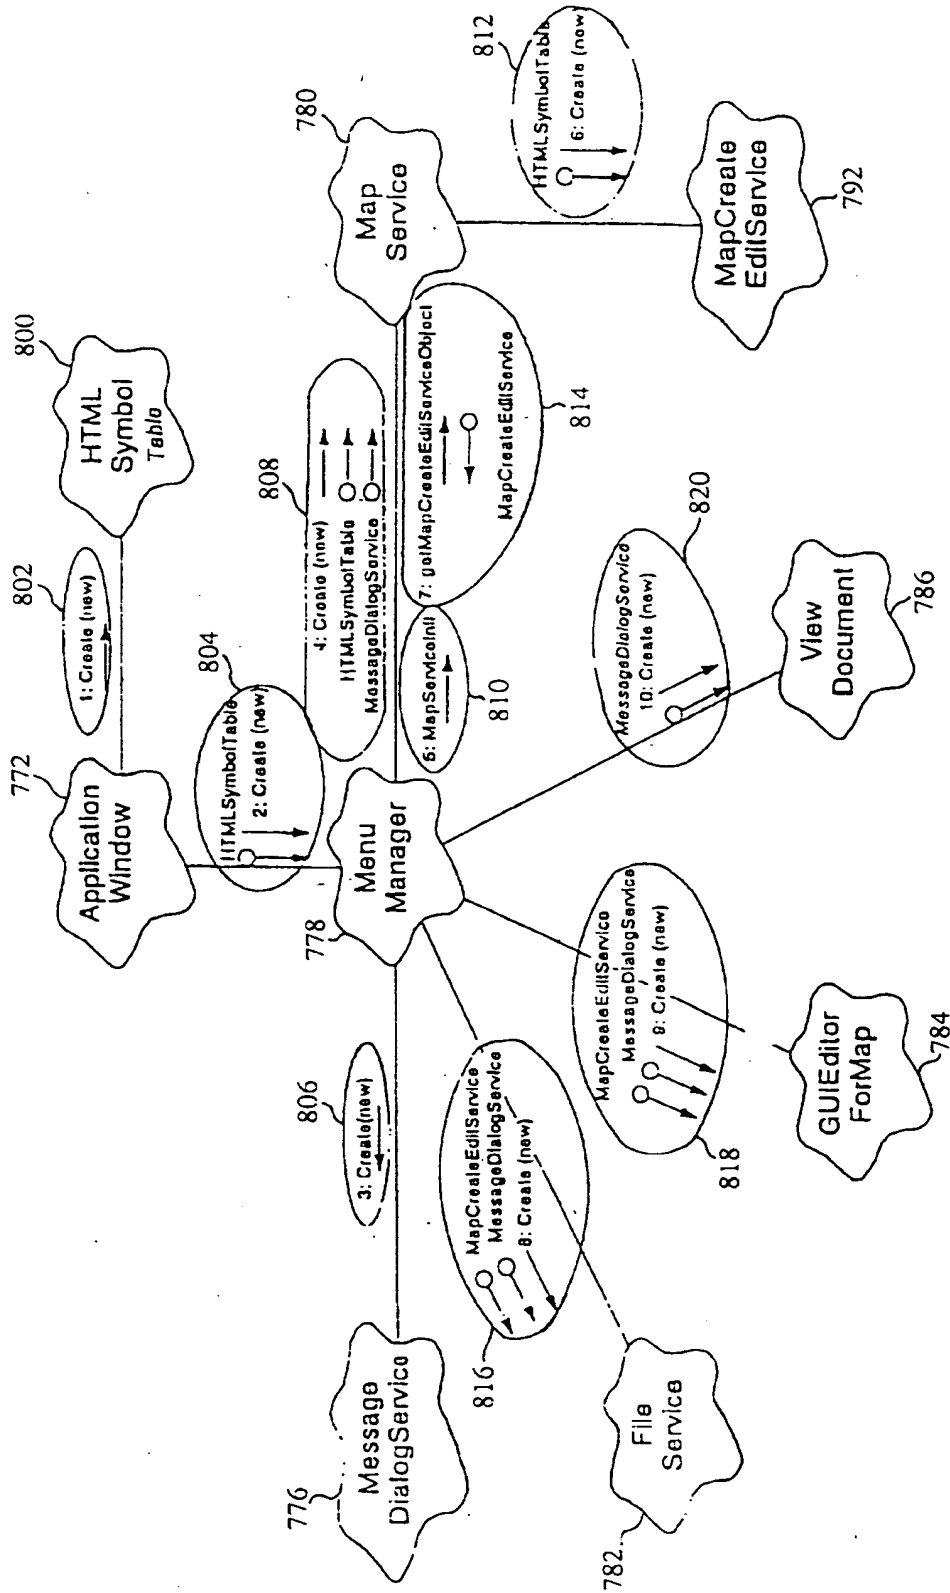 800
HTML
Symbol
Table
802
1: Create (new)
772
Application
Window
804
HTMLSymbolTable
2: Create (new)
780
Map
Service
812
HTMLSymbolTable
6: Create (new)
MapCreate
EditService
792
808
4: Create (new)
HTMLSymbolTable
MessageDialogService
7: getMapCreateEditServiceObject
MapCreateEditService
814
5: MapServiceInit
810
778
Menu
Manager
820
MessageDialogService
10: Create (new)
View
Document
786
806
3: Create(new)
776
Message
DialogService
MapCreateEditService
MessageDialogService
8: Create (new)
816
MapCreateEditService
MessageDialogService
9: Create (new)
818
GUIEditor
ForMap
784
File
Service
782